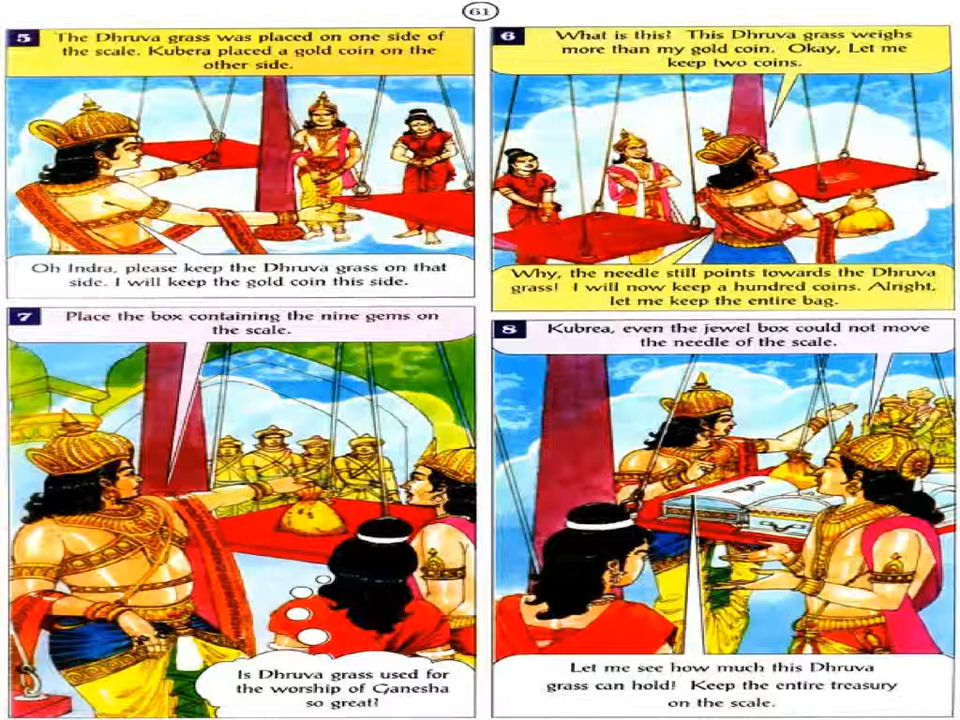 61
5
The Dhruva grass was placed on one side of
the scale. Kubera placed a gold coin on the
other side.
Oh Indra, please keep the Dhruva grass on that
side. I will keep the gold coin this side.
6
What is this? This Dhruva grass weighs
more than my gold coin. Okay, Let me
keep two coins.
Why, the needle still points towards the Dhruva
grass! I will now keep a hundred coins. Alright,
let me keep the entire bag.
7
Place the box containing the nine gems on
the scale.
Is Dhruva grass used for
the worship of Ganesha
so great?
8
Kubrea, even the jewel box could not move
the needle of the scale.
Let me see how much this Dhruva
grass can hold! Keep the entire treasury
on the scale.